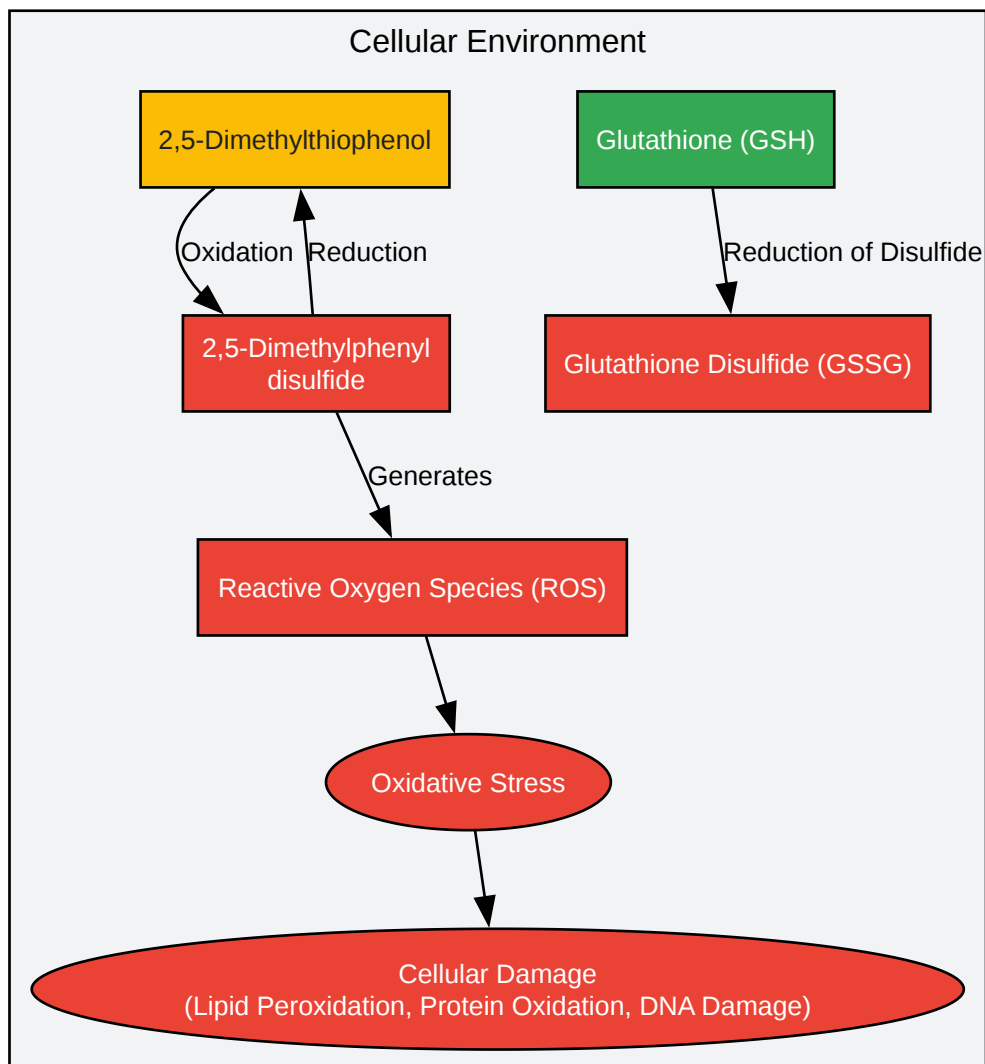 Cellular Environment
2,5-Dimethylthiophenol
Glutathione (GSH)
Oxidation
Reduction
Reduction of Disulfide
2,5-Dimethylphenyl
disulfide
Glutathione Disulfide (GSSG)
Generates
Reactive Oxygen Species (ROS)
Oxidative Stress
Cellular Damage
(Lipid Peroxidation, Protein Oxidation, DNA Damage)